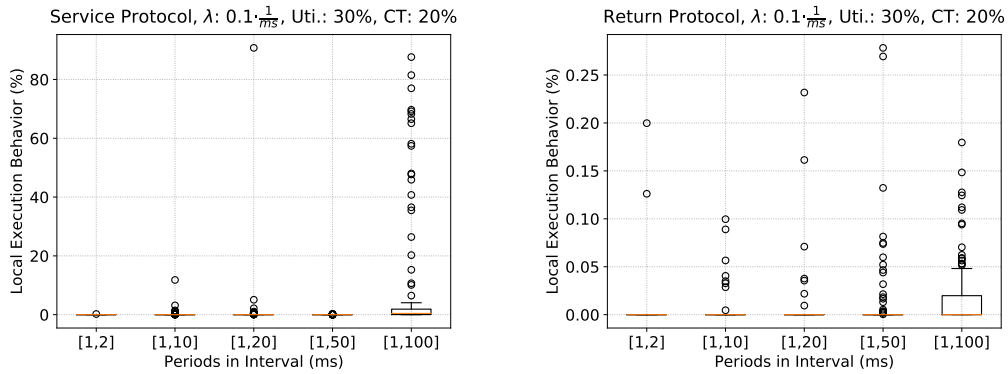 Service Protocol, λ: 0.1·1/ms, Uti.: 30%, CT: 20%
Local Execution Behavior (%)
80
60
40
20
0
[1,2] [1,10] [1,20] [1,50] [1,100]
Periods in Interval (ms)
Return Protocol, λ: 0.1·1/ms, Uti.: 30%, CT: 20%
Local Execution Behavior (%)
0.25
0.20
0.15
0.10
0.05
0.00
[1,2] [1,10] [1,20] [1,50] [1,100]
Periods in Interval (ms)